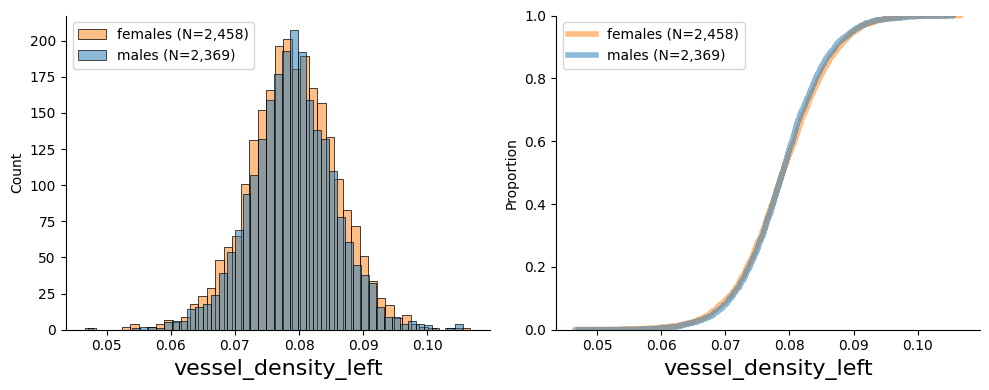 females (N=2,458)
males (N=2,369)
Count
200
175
150
125
100
75
50
25
0
0.05 0.06 0.07 0.08 0.09 0.10
vessel_density_left
females (N=2,458)
males (N=2,369)
Proportion
1.0
0.8
0.6
0.4
0.2
0.0
0.05 0.06 0.07 0.08 0.09 0.10
vessel_density_left